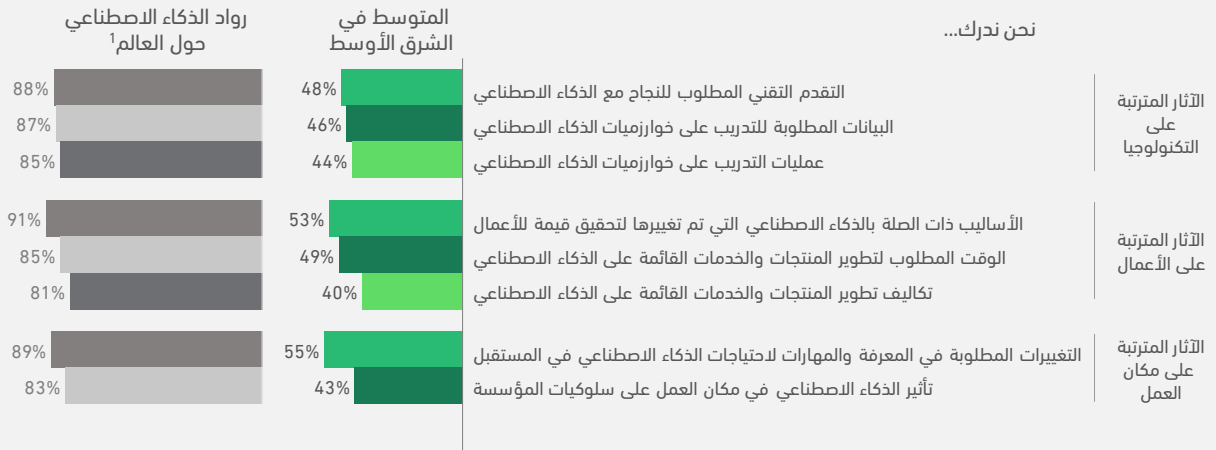 نحن ندرك...
المتوسط في
الشرق الأوسط
رواد الذكاء الاصطناعي
حول العالم1
الآثار المترتبة
على
التكنولوجيا
التقدم التقني المطلوب للنجاح مع الذكاء الاصطناعي
48%
88%
البيانات المطلوبة للتدريب على خوارزميات الذكاء الاصطناعي
46%
87%
عمليات التدريب على خوارزميات الذكاء الاصطناعي
44%
85%
الآثار المترتبة
على الأعمال
الأساليب ذات الصلة بالذكاء الاصطناعي التي تم تغييرها لتحقيق قيمة للأعمال
53%
91%
الوقت المطلوب لتطوير المنتجات والخدمات القائمة على الذكاء الاصطناعي
49%
85%
تكاليف تطوير المنتجات والخدمات القائمة على الذكاء الاصطناعي
40%
81%
الآثار المترتبة
على مكان
العمل
التغييرات المطلوبة في المعرفة والمهارات لاحتياجات الذكاء الاصطناعي في المستقبل
55%
89%
تأثير الذكاء الاصطناعي في مكان العمل على سلوكيات المؤسسة
43%
83%